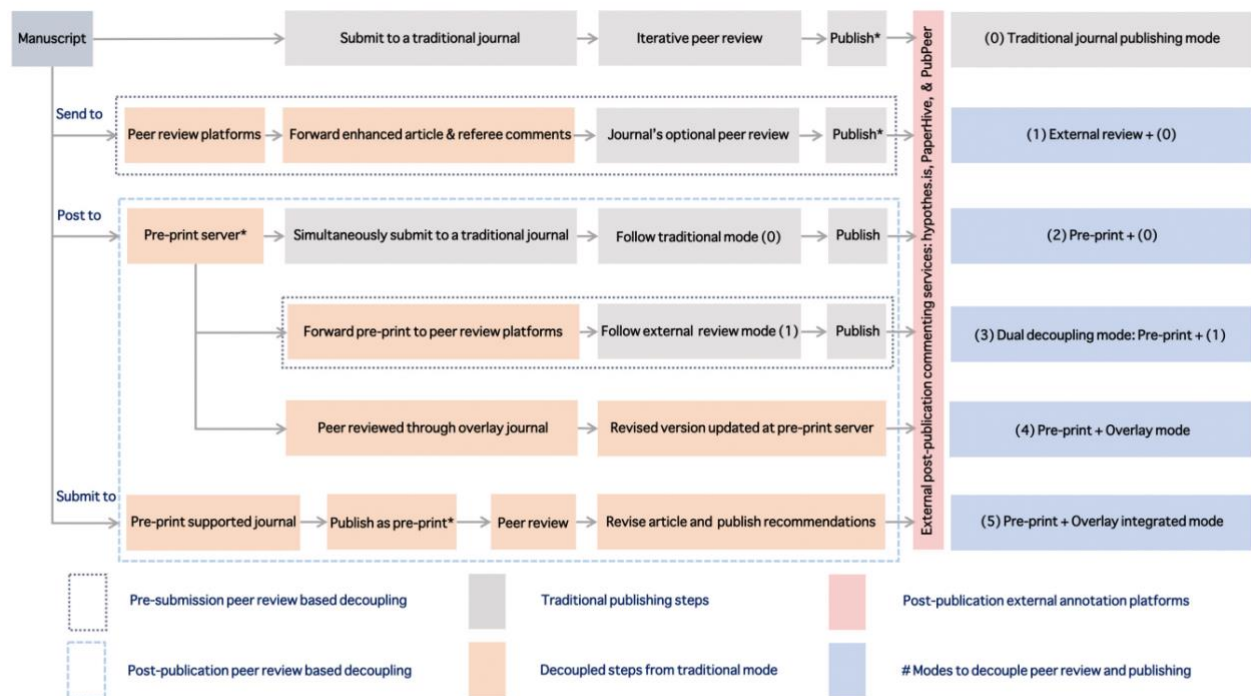 Manuscript
Submit to a traditional journal
Iterative peer review
Publish*
(0) Traditional journal publishing mode
Send to
Peer review platforms
Forward enhanced article & referee comments
Journal's optional peer review
Publish*
(1) External review + (0)
Post to
Pre-print server*
Simultaneously submit to a traditional journal
Follow traditional mode (0)
Publish
(2) Pre-print + (0)
Forward pre-print to peer review platforms
Follow external review mode (1)
Publish
(3) Dual decoupling mode: Pre-print + (1)
Peer reviewed through overlay journal
Revised version updated at pre-print server
(4) Pre-print + Overlay mode
Submit to
Pre-print supported journal
Publish as pre-print*
Peer review
Revise article and publish recommendations
(5) Pre-print + Overlay integrated mode
External post-publication commenting services: hypothes.is, PaperHive, & PubPeer
Pre-submission peer review based decoupling
Traditional publishing steps
Post-publication external annotation platforms
Post-publication peer review based decoupling
Decoupled steps from traditional mode
# Modes to decouple peer review and publishing